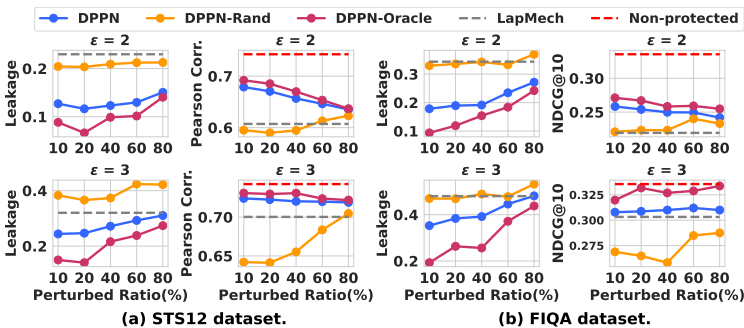 DPPN DPPN-Rand DPPN-Oracle LapMech Non-protected
ε = 2 ε = 2 ε = 2 ε = 2
Leakage 0.2 0.1 10 20 40 60 80
Pearson Corr. 0.7 0.6 10 20 40 60 80
Leakage 0.3 0.2 0.1 10 20 40 60 80
NDCG@10 0.30 0.25 10 20 40 60 80
ε = 3 ε = 3 ε = 3 ε = 3
Leakage 0.4 0.2 10 20 40 60 80
Pearson Corr. 0.70 0.65 10 20 40 60 80
Leakage 0.4 0.2 10 20 40 60 80
NDCG@10 0.325 0.300 0.275 10 20 40 60 80
Perturbed Ratio(%) Perturbed Ratio(%) Perturbed Ratio(%) Perturbed Ratio(%)
(a) STS12 dataset. (b) FIQA dataset.